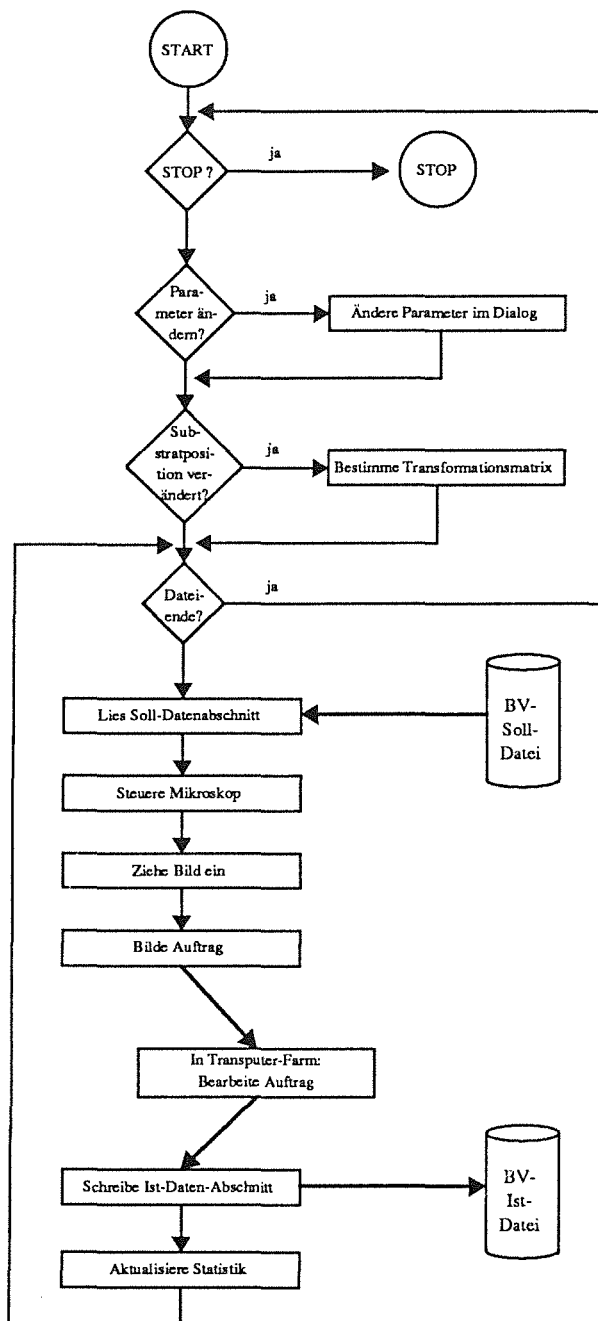 START
STOP ?
ja
STOP
Para-
meter än-
dern?
ja
Ändere Parameter im Dialog
Sub-
stratposi-
tion ver-
ändert?
ja
Bestimme Transformationsmatrix
Datei-
ende?
ja
Lies Soll-Datenabschnitt
BV-
Soll-
Datei
Steuere Mikroskop
Ziehe Bild ein
Bilde Auftrag
In Transputer-Farm:
Bearbeite Auftrag
Schreibe Ist-Daten-Abschnitt
BV-
Ist-
Datei
Aktualisiere Statistik